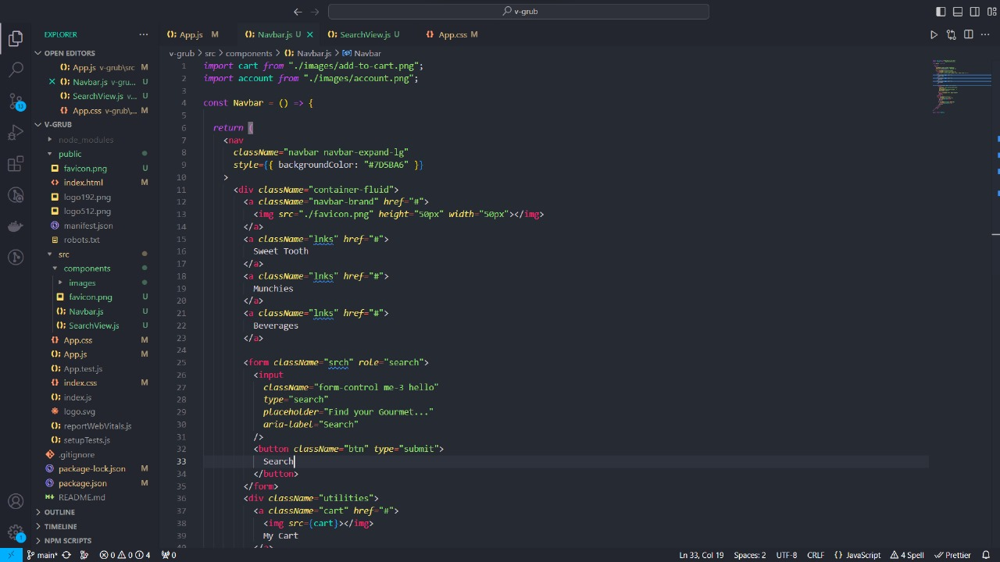 v-grub
EXPLORER
App.js M
Navbar.js U
SearchView.js U
App.css M
OPEN EDITORS
App.js v-grub\src M
Navbar.js v-gru... U
SearchView.js v-... U
App.css v-grub\... M
V-GRUB
node_modules
public
favicon.png U
index.html M
logo192.png
logo512.png
manifest.json
robots.txt
src
components
images
favicon.png U
Navbar.js U
SearchView.js U
App.css M
App.js M
App.test.js
index.css M
index.js
logo.svg
reportWebVitals.js
setupTests.js
.gitignore
package-lock.json M
package.json M
README.md
OUTLINE
TIMELINE
NPM SCRIPTS
v-grub > src > components > Navbar.js > Navbar
1 import cart from "./images/add-to-cart.png";
2 import account from "./images/account.png";
3
4 const Navbar = () => {
5
6 return (
7 <nav
8 className="navbar navbar-expand-lg"
9 style={{ backgroundColor: "#7D5BA6" }}
10 >
11 <div className="container-fluid">
12 <a className="navbar-brand" href="#">
13 <img src="./favicon.png" height="50px" width="50px"></img>
14 </a>
15 <a className="lnks" href="#">
16 Sweet Tooth
17 </a>
18 <a className="lnks" href="#">
19 Munchies
20 </a>
21 <a className="lnks" href="#">
22 Beverages
23 </a>
24
25 <form className="srch" role="search">
26 <input
27 className="form-control me-3 hello"
28 type="search"
29 placeholder="Find your Gourmet..."
30 aria-label="Search"
31 />
32 <button className="btn" type="submit">
33 Search
34 </button>
35 </form>
36 <div className="utilities">
37 <a className="cart" href="#">
38 <img src={cart}></img>
39 My Cart
40 </a>
main* 0 0 4 0
Ln 33, Col 19 Spaces: 2 UTF-8 CRLF JavaScript 4 Spell Prettier